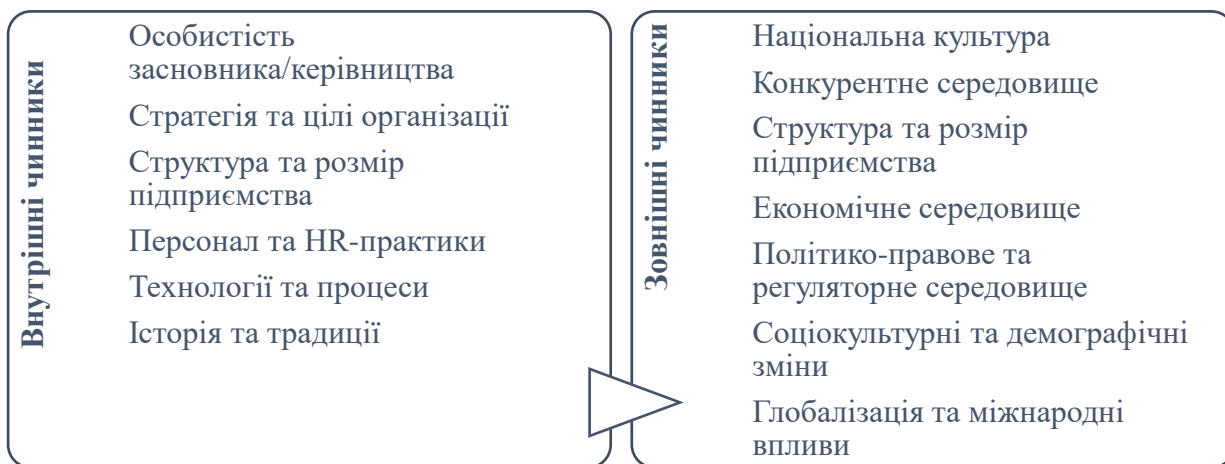 Внутрішні чинники
Особистість
засновника/керівництва
Стратегія та цілі організації
Структура та розмір
підприємства
Персонал та HR-практики
Технології та процеси
Історія та традиції
Зовнішні чинники
Національна культура
Конкурентне середовище
Структура та розмір
підприємства
Економічне середовище
Політико-правове та
регуляторне середовище
Соціокультурні та демографічні
зміни
Глобалізація та міжнародні
впливи